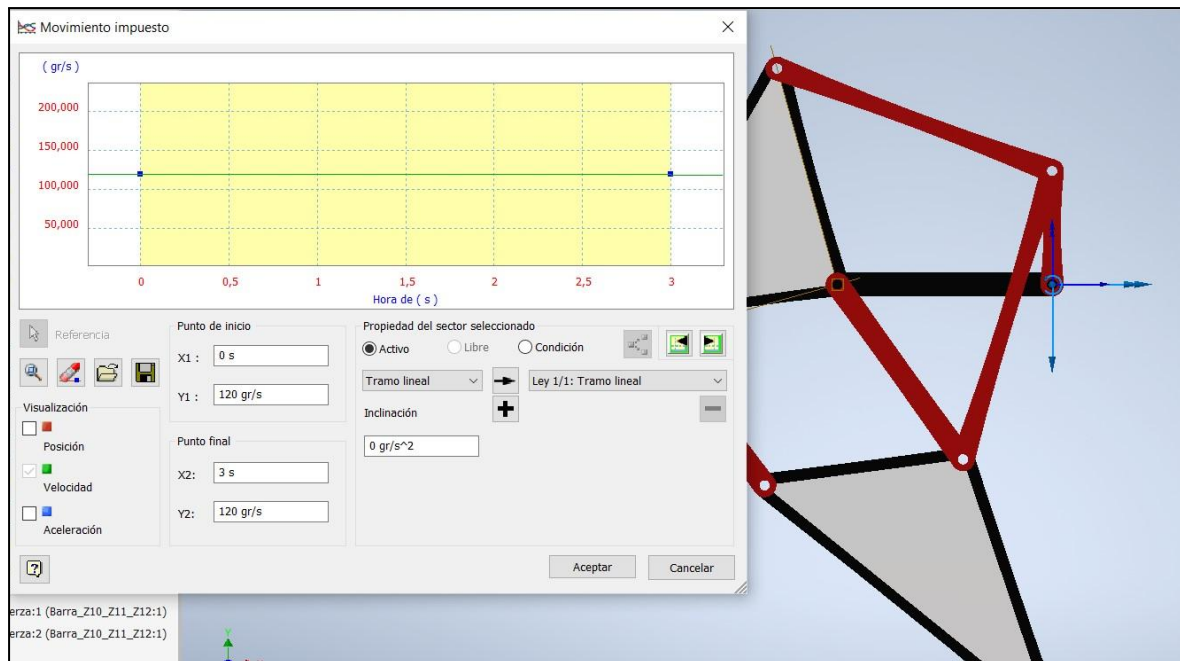 Movimiento impuesto
( gr/s )
200,000
150,000
100,000
50,000
0 0,5 1 1,5 2 2,5 3
Hora de ( s )
Referencia
Visualización
Posición
Velocidad
Aceleración
Punto de inicio
X1 : 0 s
Y1 : 120 gr/s
Punto final
X2: 3 s
Y2: 120 gr/s
Propiedad del sector seleccionado
Activo Libre Condición
Tramo lineal Ley 1/1: Tramo lineal
Inclinación
0 gr/s^2
Aceptar Cancelar
erza:1 (Barra_Z10_Z11_Z12:1)
erza:2 (Barra_Z10_Z11_Z12:1)
Y